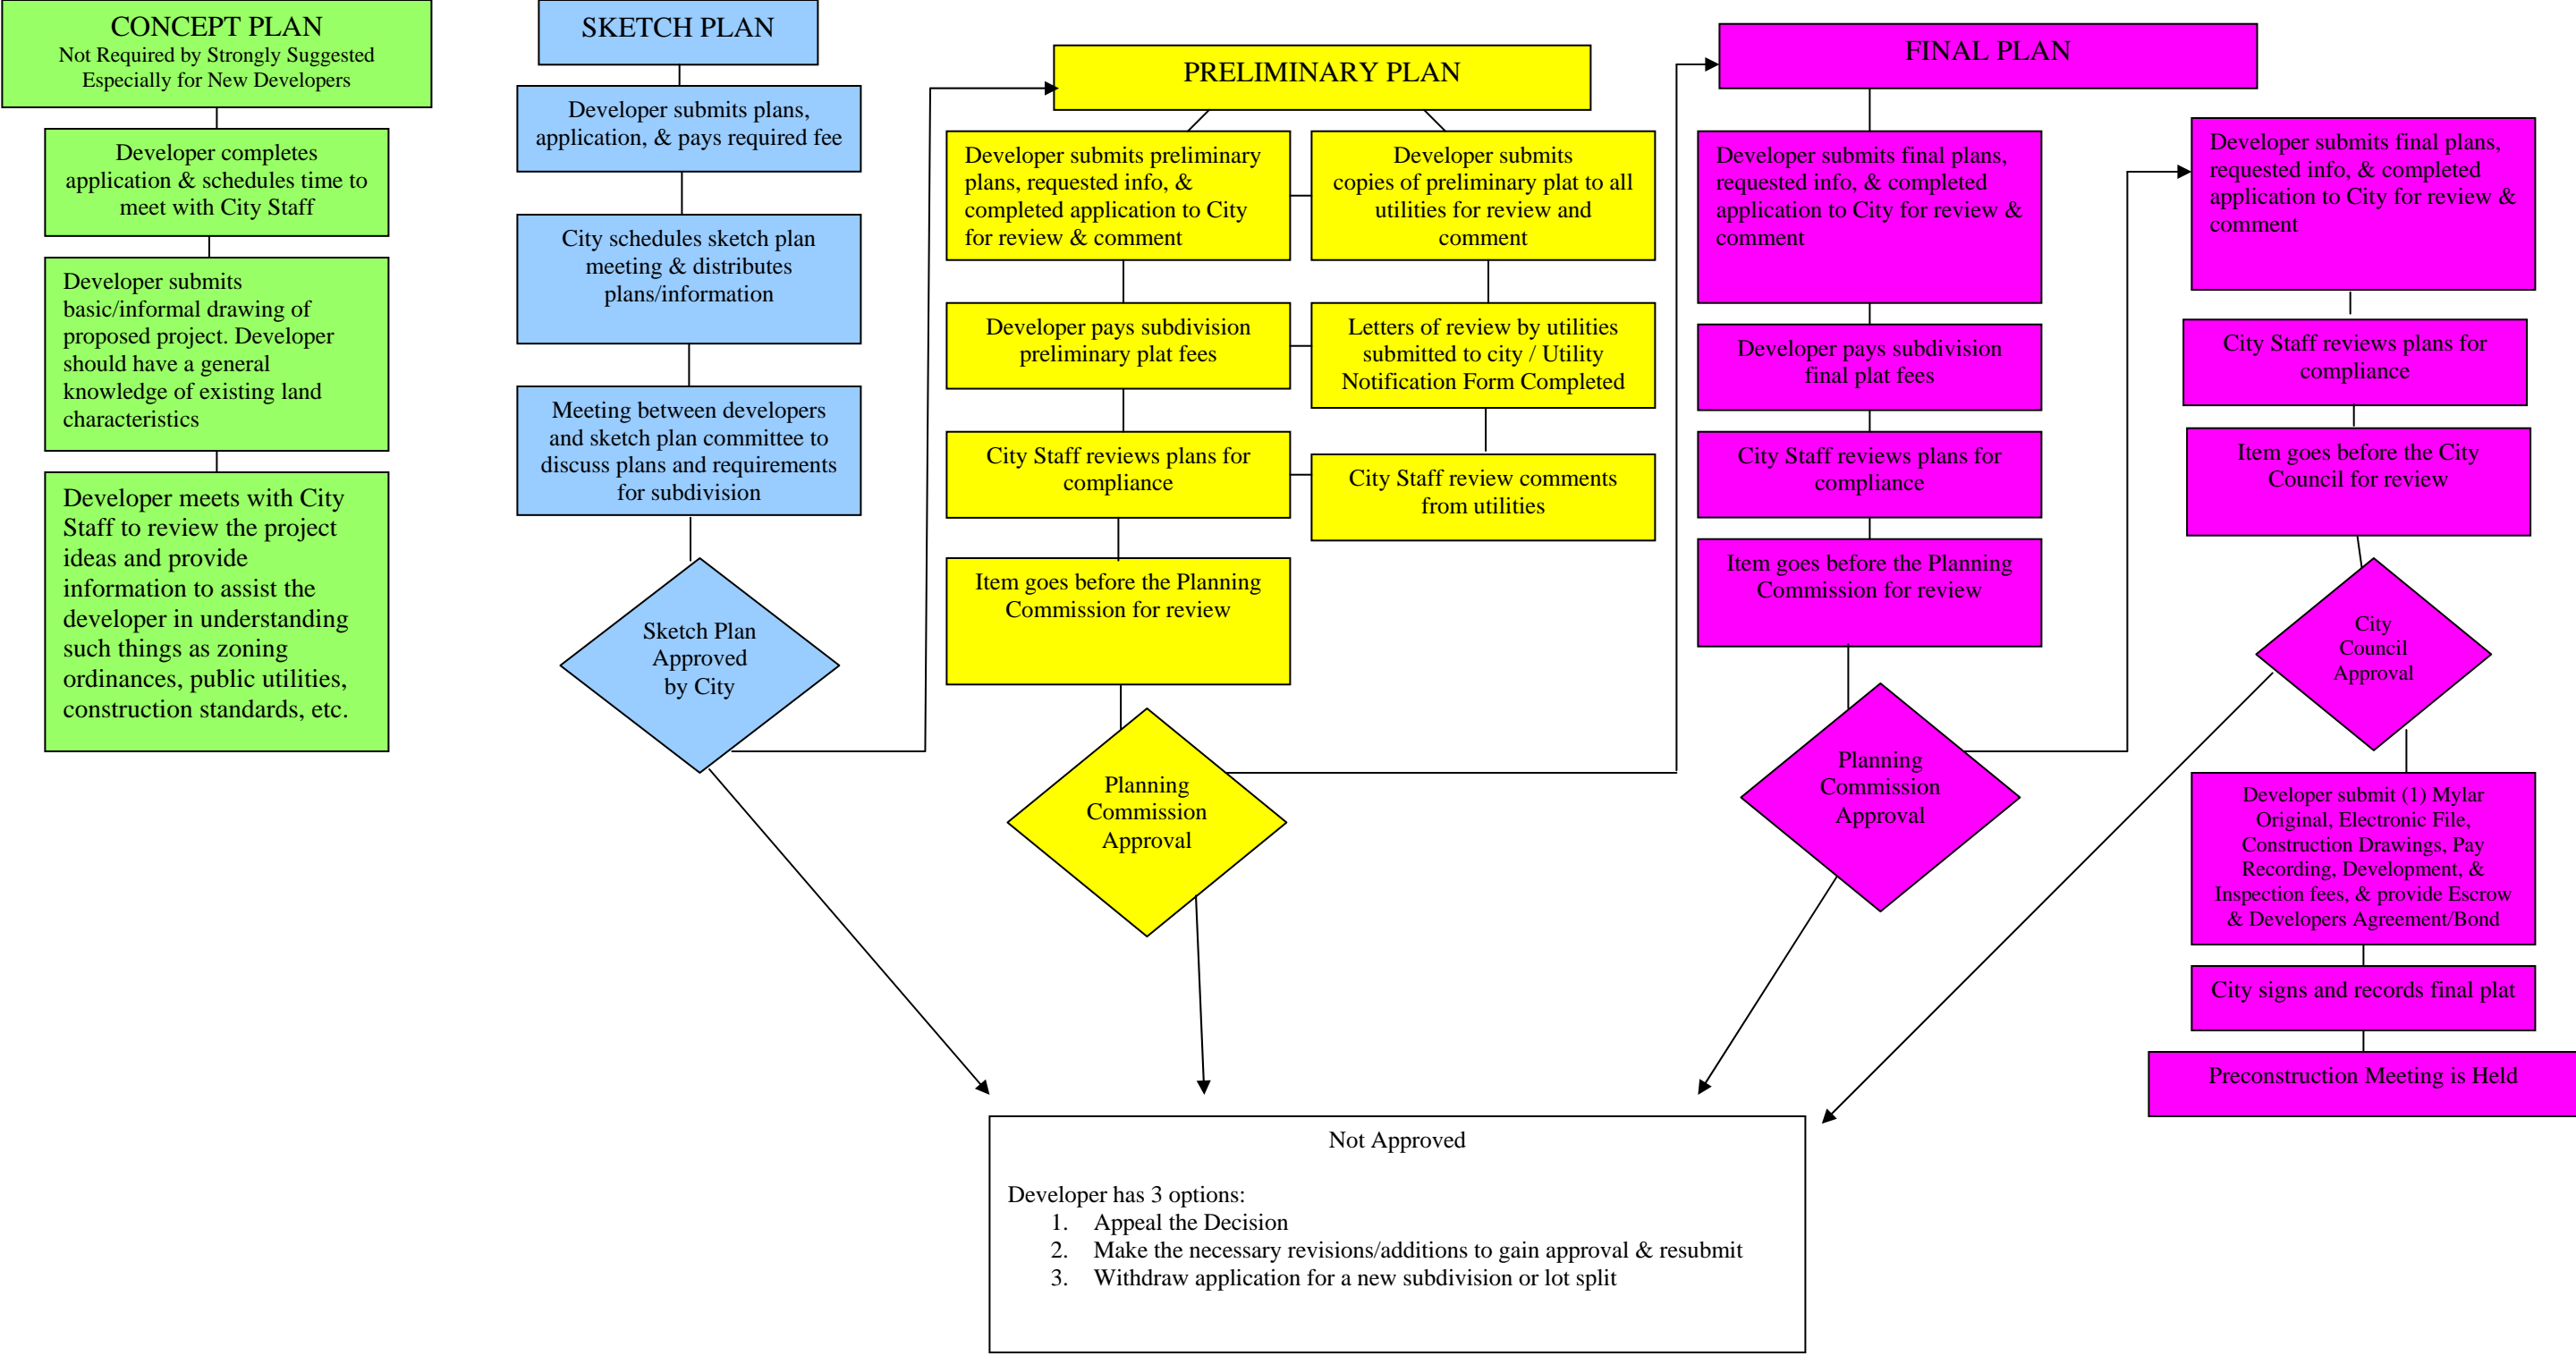 CONCEPT PLAN
Not Required by Strongly Suggested
Especially for New Developers
Developer completes
application & schedules time to
meet with City Staff
Developer submits
basic/informal drawing of
proposed project. Developer
should have a general
knowledge of existing land
characteristics
Developer meets with City
Staff to review the project
ideas and provide
information to assist the
developer in understanding
such things as zoning
ordinances, public utilities,
construction standards, etc.
SKETCH PLAN
Developer submits plans,
application, & pays required fee
City schedules sketch plan
meeting & distributes
plans/information
Meeting between developers
and sketch plan committee to
discuss plans and requirements
for subdivision
Sketch Plan
Approved
by City
PRELIMINARY PLAN
Developer submits preliminary
plans, requested info, &
completed application to City
for review & comment
Developer pays subdivision
preliminary plat fees
City Staff reviews plans for
compliance
Item goes before the Planning
Commission for review
Planning
Commission
Approval
Developer submits
copies of preliminary plat to all
utilities for review and
comment
Letters of review by utilities
submitted to city / Utility
Notification Form Completed
City Staff review comments
from utilities
FINAL PLAN
Developer submits final plans,
requested info, & completed
application to City for review &
comment
Developer pays subdivision
final plat fees
City Staff reviews plans for
compliance
Item goes before the Planning
Commission for review
Planning
Commission
Approval
Developer submits final plans,
requested info, & completed
application to City for review &
comment
City Staff reviews plans for
compliance
Item goes before the City
Council for review
City
Council
Approval
Developer submit (1) Mylar
Original, Electronic File,
Construction Drawings, Pay
Recording, Development, &
Inspection fees, & provide Escrow
& Developers Agreement/Bond
City signs and records final plat
Preconstruction Meeting is Held
Not Approved
Developer has 3 options:
1. Appeal the Decision
2. Make the necessary revisions/additions to gain approval & resubmit
3. Withdraw application for a new subdivision or lot split